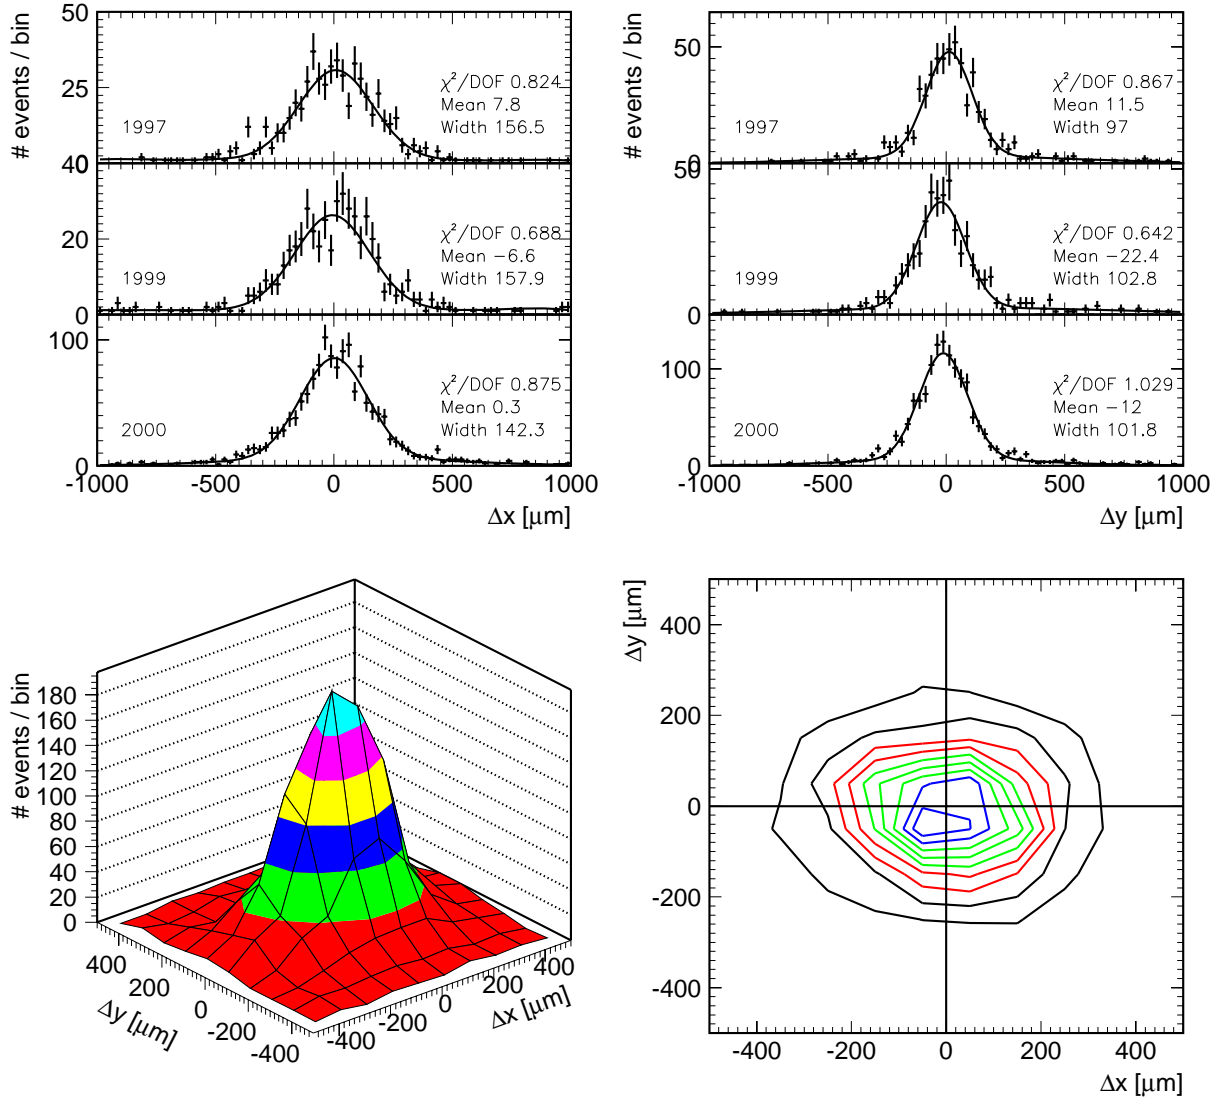 # events / bin
50
25
40
χ²/DOF 0.824
Mean 7.8
Width 156.5
1997
20
0
χ²/DOF 0.688
Mean −6.6
Width 157.9
1999
100
50
0
χ²/DOF 0.875
Mean 0.3
Width 142.3
2000
-1000 -500 0 500 1000
Δx [μm]
# events / bin
50
0
χ²/DOF 0.867
Mean 11.5
Width 97
1997
50
0
χ²/DOF 0.642
Mean −22.4
Width 102.8
1999
100
0
χ²/DOF 1.029
Mean −12
Width 101.8
2000
-1000 -500 0 500 1000
Δy [μm]
# events / bin
180
160
140
120
100
80
60
40
20
0
400
200
0
-200
-400
Δy [μm]
-400
-200
0
200
400
Δx [μm]
Δy [μm]
400
200
0
-200
-400
-400 -200 0 200 400
Δx [μm]